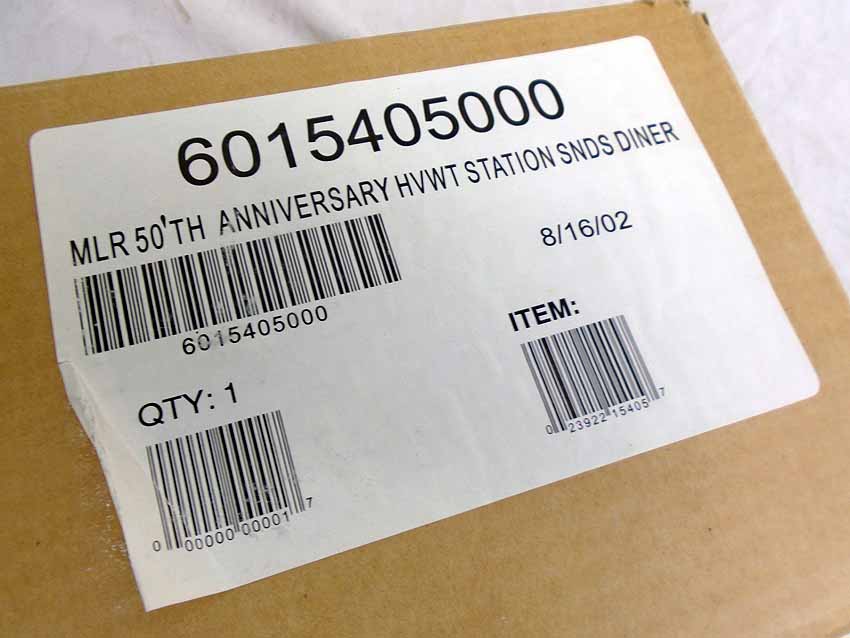 6015405000
MLR 50'TH ANNIVERSARY HVWT STATION SNDS DINER
8/16/02
6015405000
ITEM:
0 23922 15405 7
QTY: 1
0 00000 00001 7